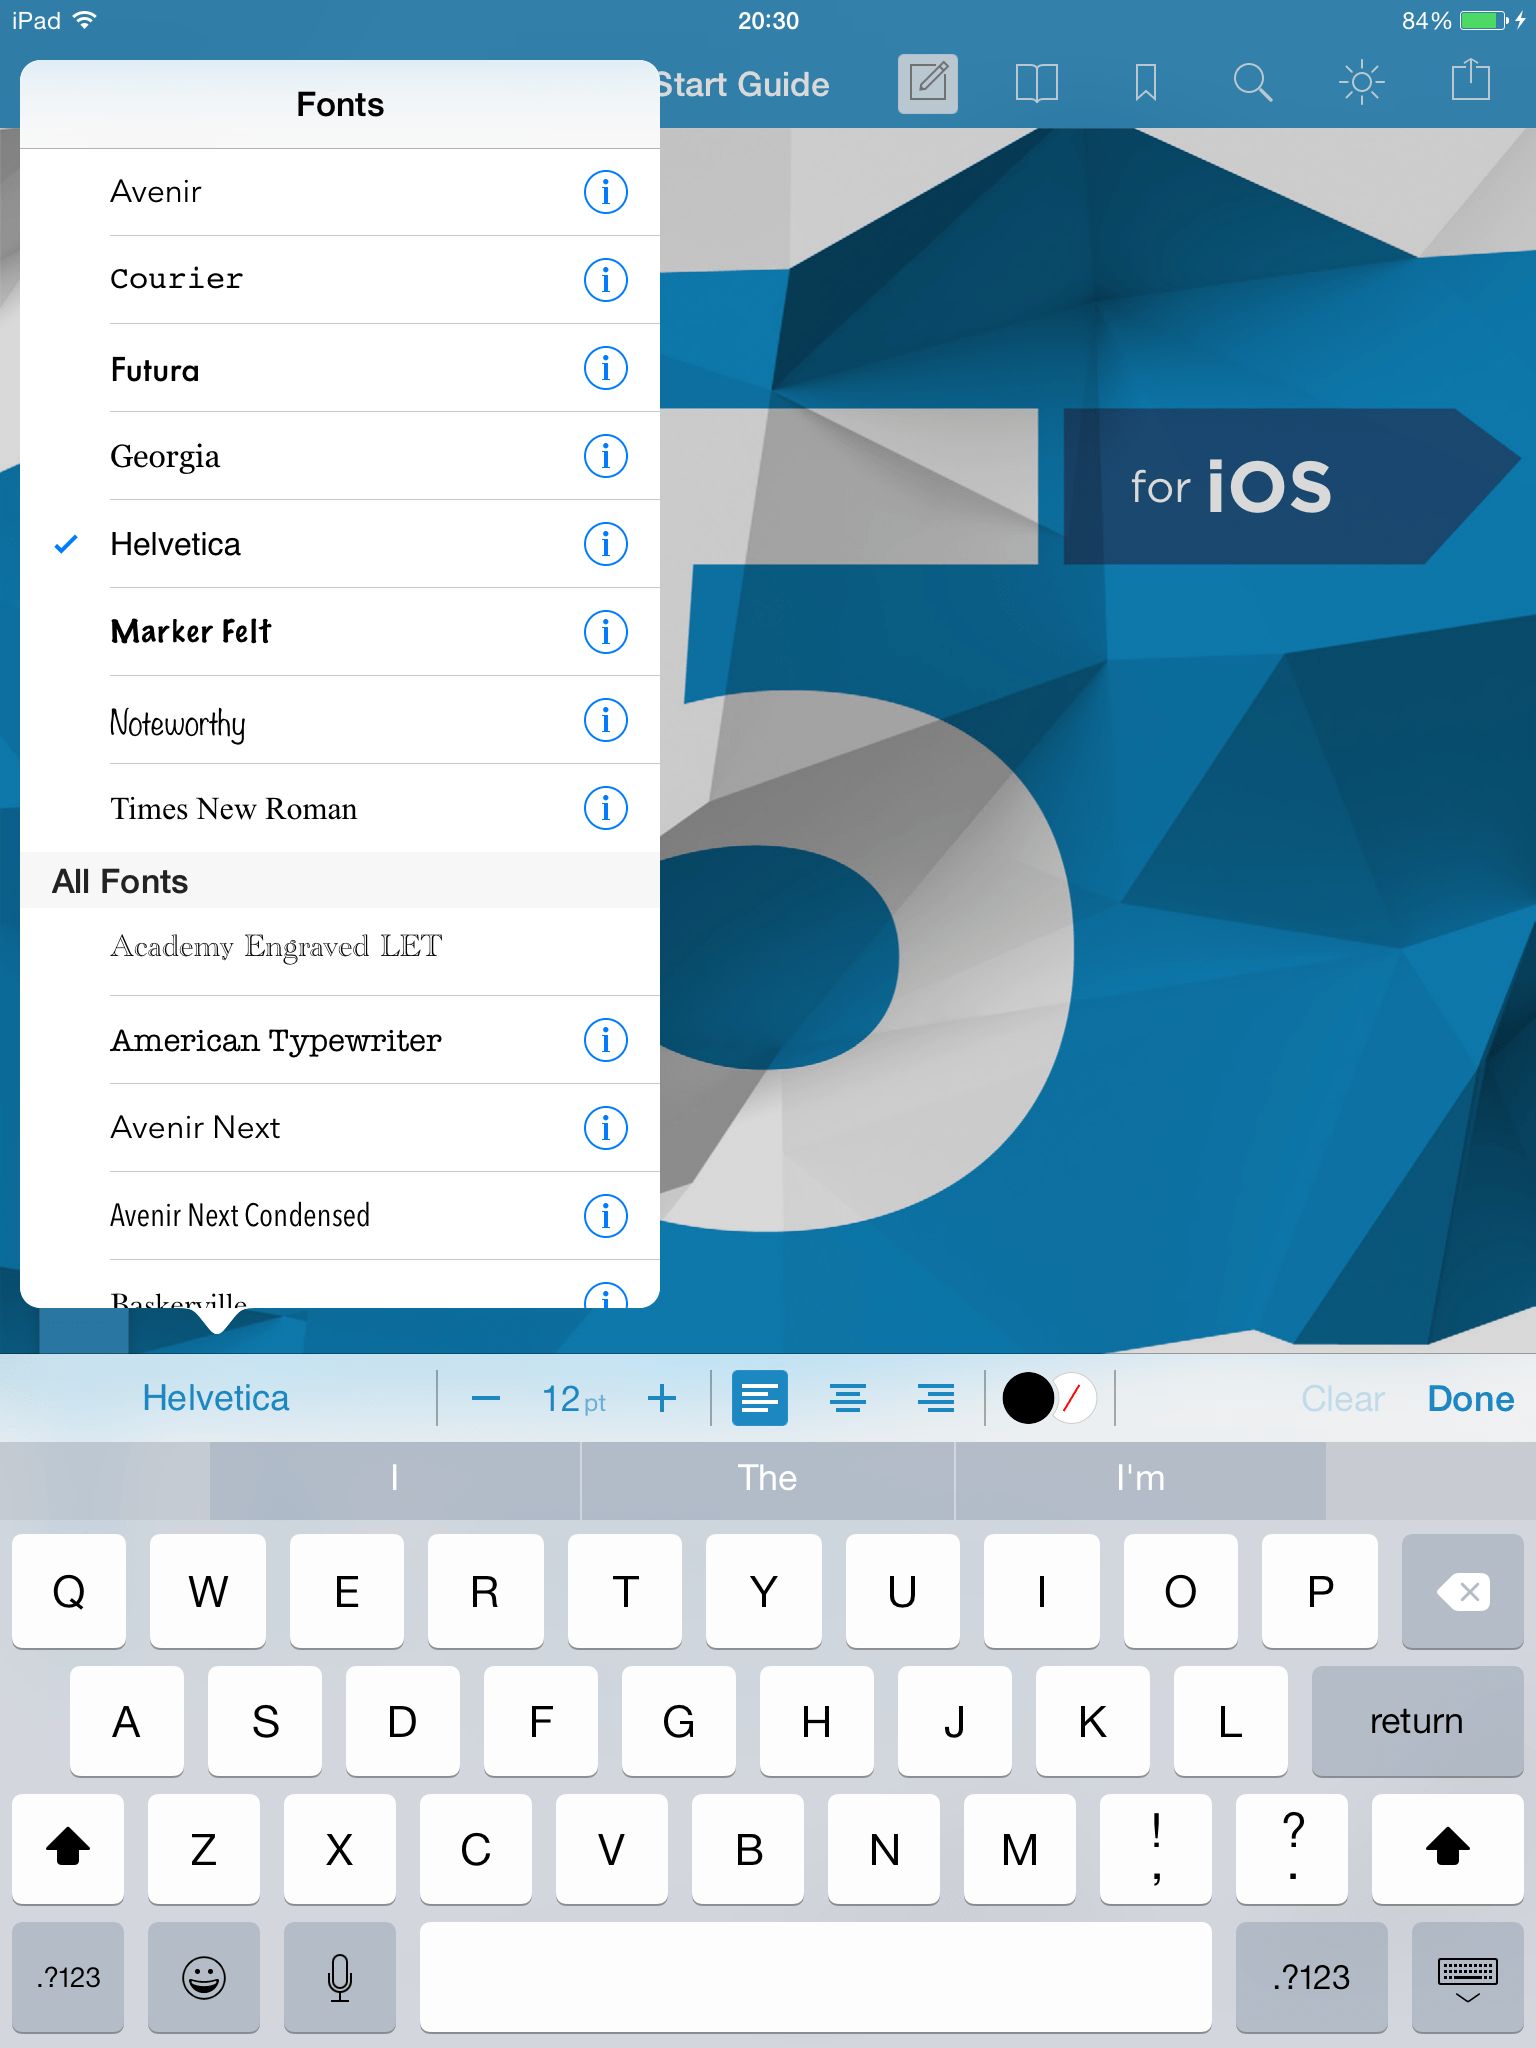 iPad 20:30 84%
Start Guide
Fonts
Avenir
Courier
Futura
Georgia
Helvetica
Marker Felt
Noteworthy
Times New Roman
All Fonts
Academy Engraved LET
American Typewriter
Avenir Next
Avenir Next Condensed
Baskerville
for iOS
5
Helvetica 12 pt Clear Done
I The I'm
Q W E R T Y U I O P
A S D F G H J K L return
Z X C V B N M ! , ? .
.?123 .?123